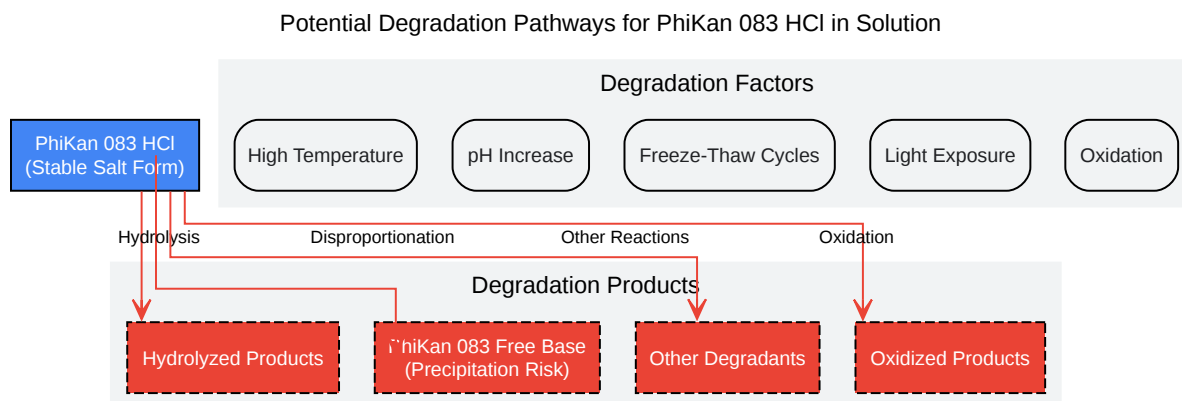 Potential Degradation Pathways for PhiKan 083 HCl in Solution
Degradation Factors
PhiKan 083 HCl
(Stable Salt Form)
High Temperature
pH Increase
Freeze-Thaw Cycles
Light Exposure
Oxidation
Hydrolysis
Disproportionation
Other Reactions
Oxidation
Degradation Products
Hydrolyzed Products
PhiKan 083 Free Base
(Precipitation Risk)
Other Degradants
Oxidized Products